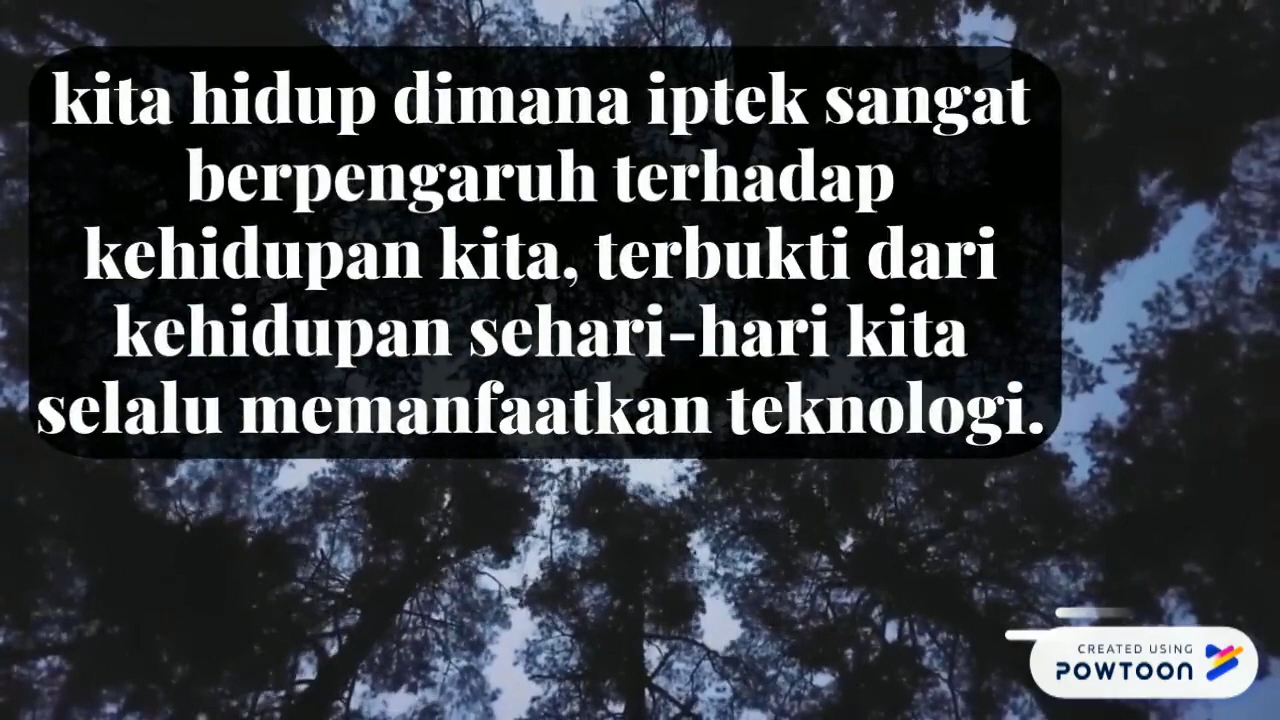 kita hidup dimana iptek sangat
berpengaruh terhadap
kehidupan kita, terbukti dari
kehidupan sehari-hari kita
selalu memanfaatkan teknologi.
CREATED USING
POWTOON